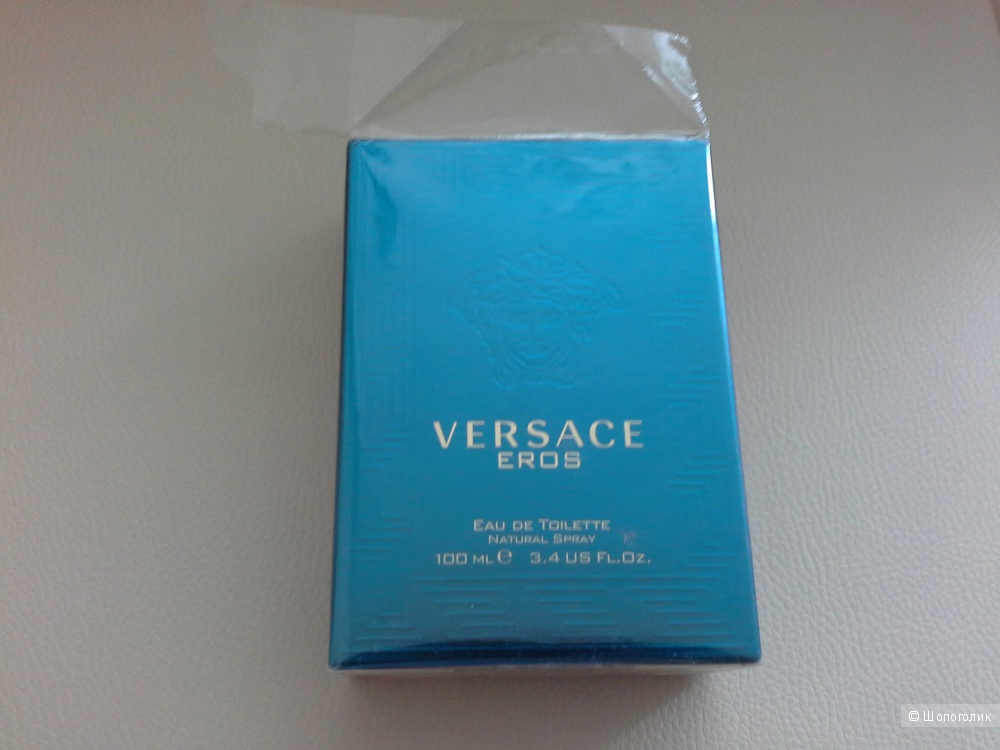 VERSACE
EROS
EAU DE TOILETTE
NATURAL SPRAY
100 ML e 3.4 US FL.OZ.
© Шопоголик